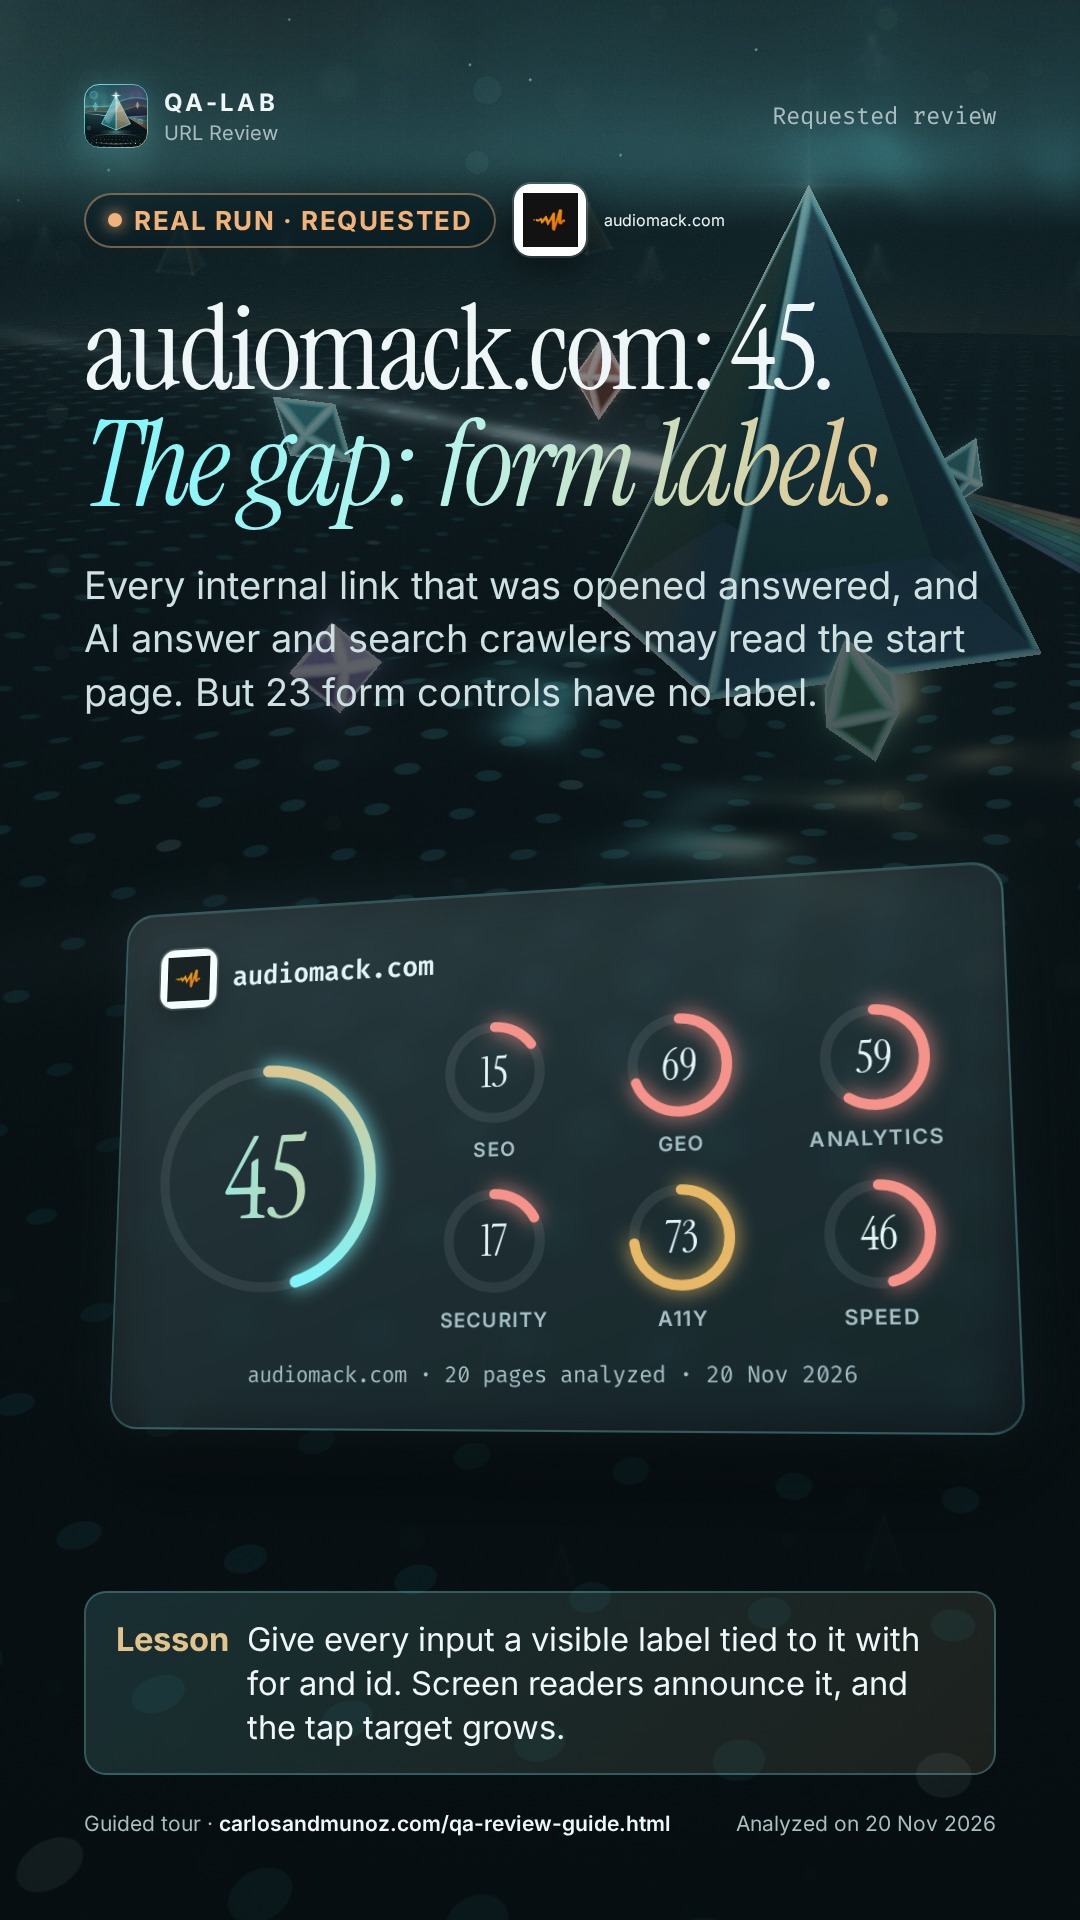 QA-LAB
URL Review
Requested review
REAL RUN · REQUESTED
audiomack.com
audiomack.com: 45.
The gap: form labels.
Every internal link that was opened answered, and
AI answer and search crawlers may read the start
page. But 23 form controls have no label.
audiomack.com
45
15
SEO
69
GEO
59
ANALYTICS
17
SECURITY
73
A11Y
46
SPEED
audiomack.com · 20 pages analyzed · 20 Nov 2026
Lesson
Give every input a visible label tied to it with
for and id. Screen readers announce it, and
the tap target grows.
Guided tour · carlosandmunoz.com/qa-review-guide.html
Analyzed on 20 Nov 2026